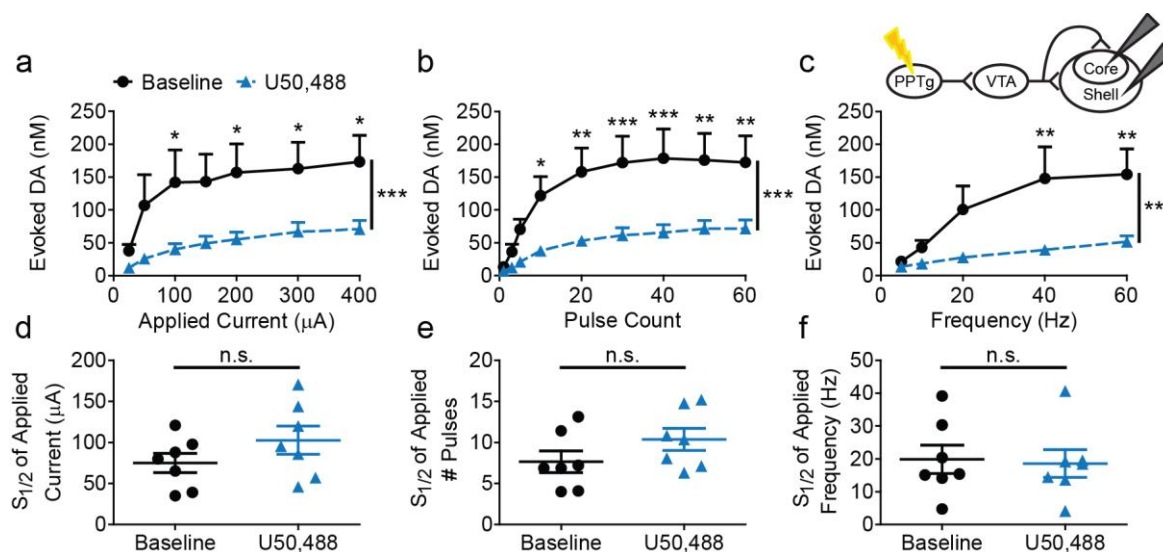 a
Baseline
U50,488
b
c
PPTg
VTA
Core
Shell
Evoked DA (nM)
250
200
150
100
50
0
* * * *
***
0 100 200 300 400
Applied Current (μA)
Evoked DA (nM)
250
200
150
100
50
0
* ** *** *** ** **
***
0 20 40 60
Pulse Count
Evoked DA (nM)
250
200
150
100
50
0
** **
**
0 20 40 60
Frequency (Hz)
d
n.s.
S1/2 of Applied
Current (μA)
200
150
100
50
0
Baseline U50,488
e
n.s.
S1/2 of Applied
# Pulses
20
15
10
5
0
Baseline U50,488
f
n.s.
S1/2 of Applied
Frequency (Hz)
50
40
30
20
10
0
Baseline U50,488